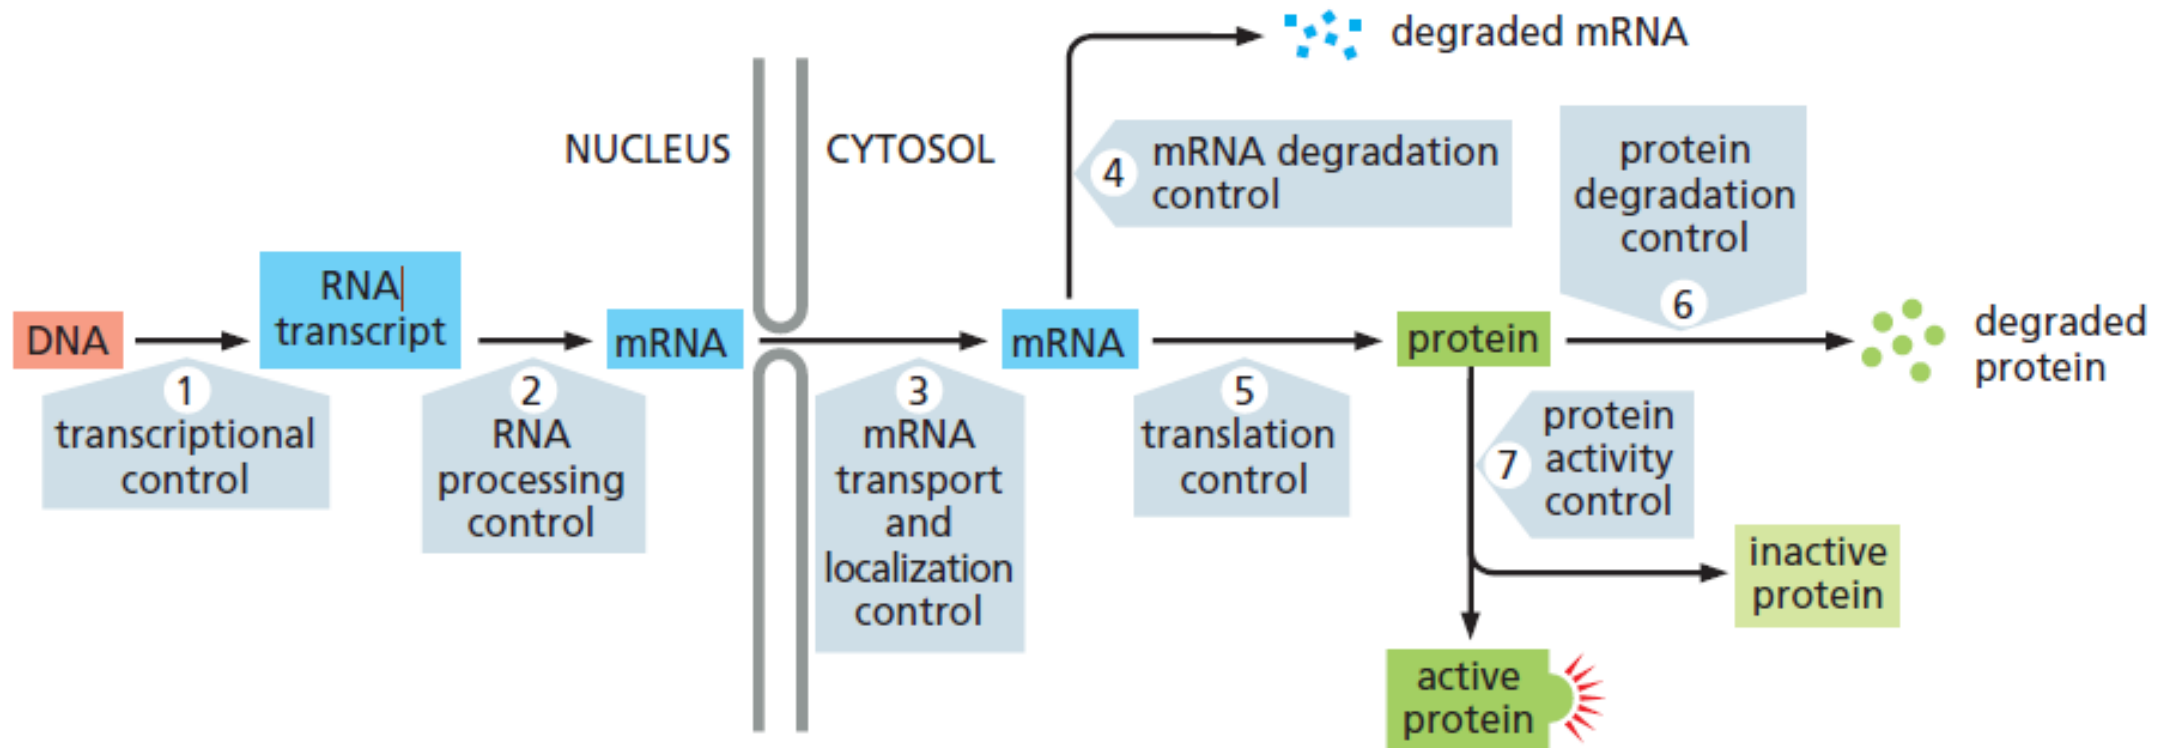 degraded mRNA
NUCLEUS
CYTOSOL
4
mRNA degradation
control
protein
degradation
control
6
DNA
RNA
transcript
mRNA
mRNA
protein
degraded
protein
1
transcriptional
control
2
RNA
processing
control
3
mRNA
transport
and
localization
control
5
translation
control
7
protein
activity
control
inactive
protein
active
protein